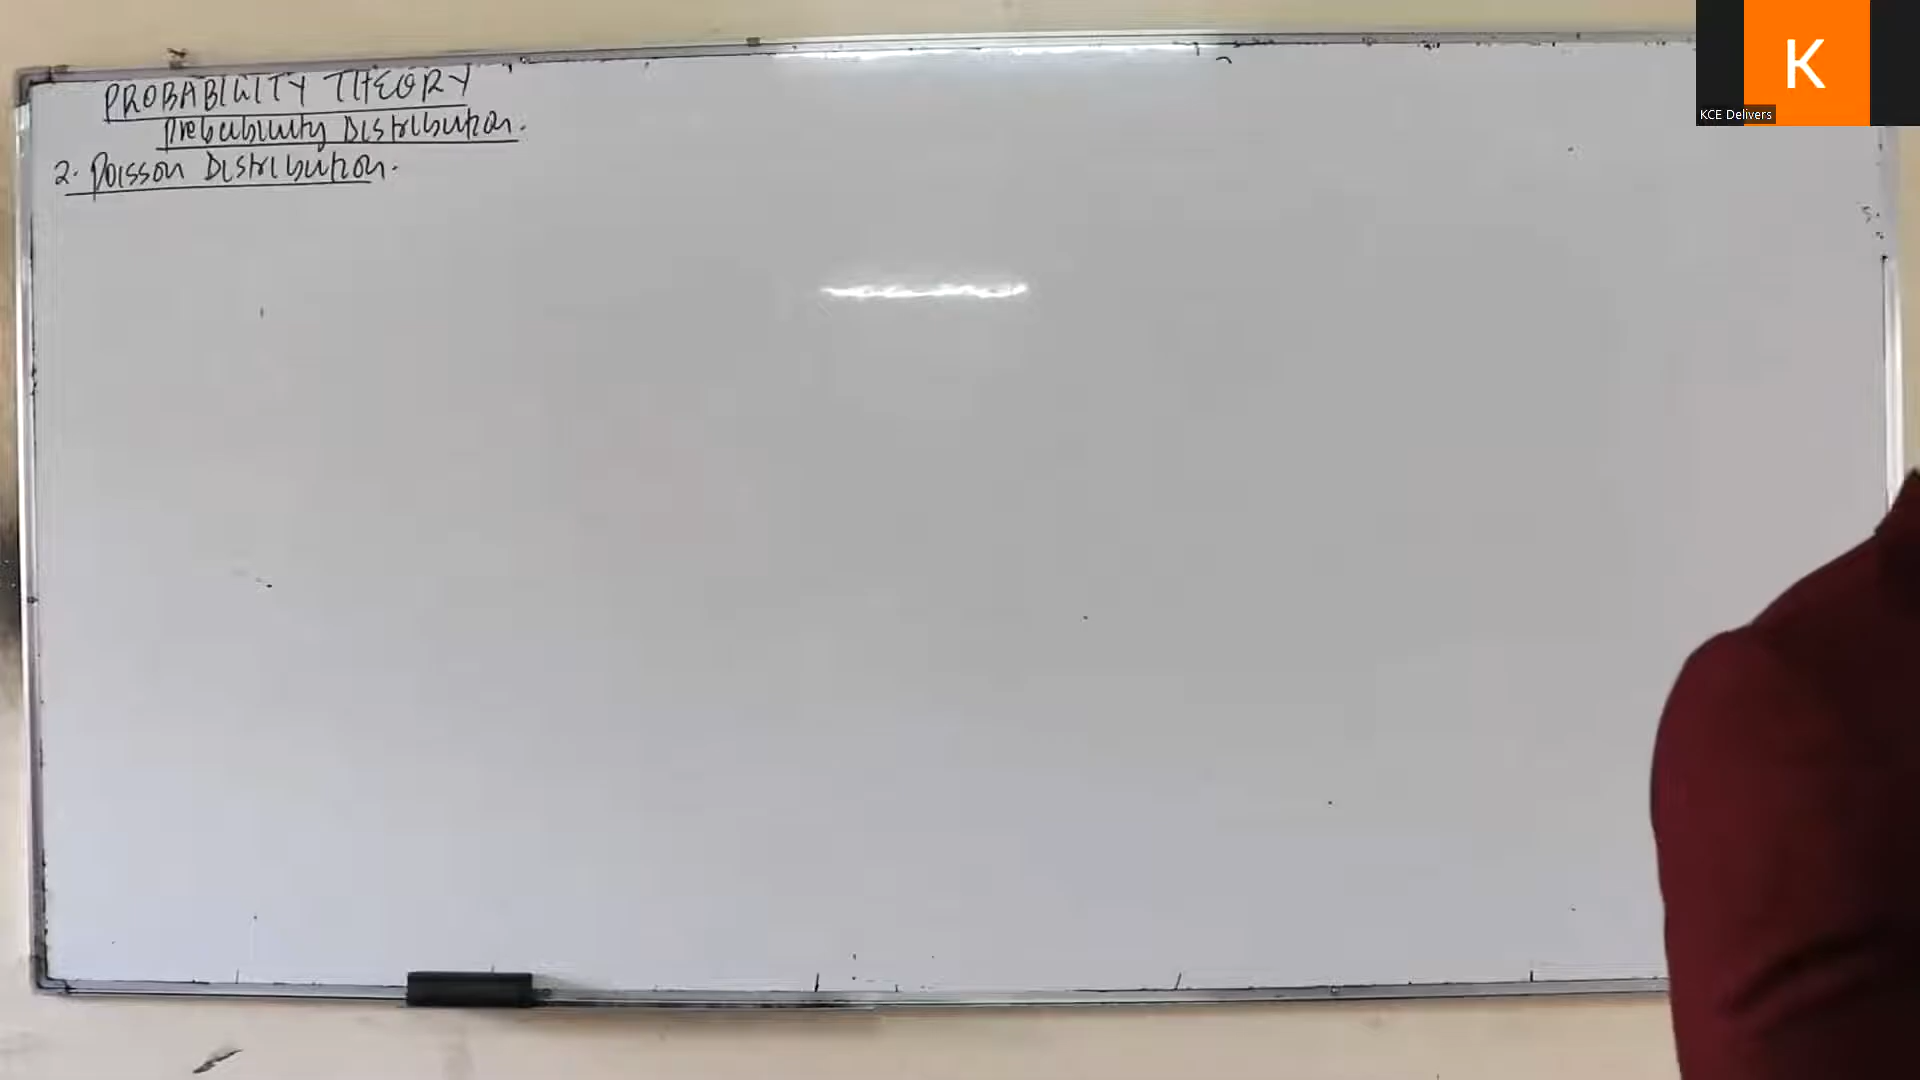 PROBABILITY THEORY
Probability Distribution.
2. Poisson Distribution.
K
KCE Delivers